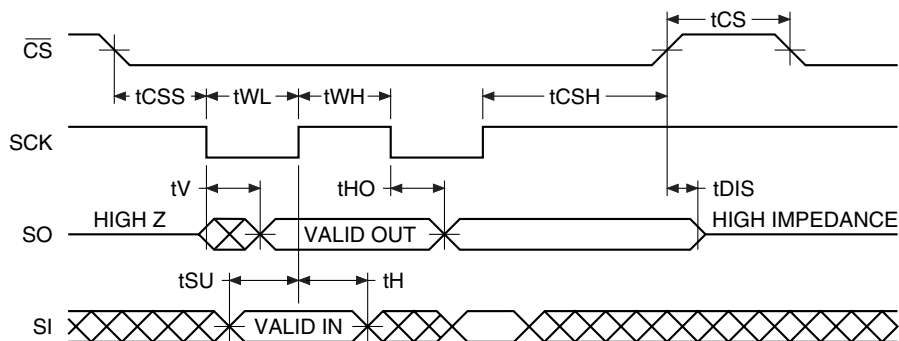 tCS
C̅S̅
tCSS tWL tWH tCSH
SCK
tV tHO tDIS
HIGH Z HIGH IMPEDANCE
SO VALID OUT
tSU tH
SI VALID IN